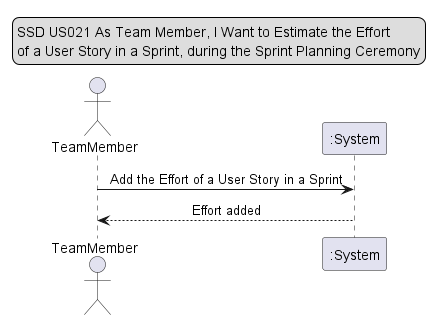 SSD US021 As Team Member, I Want to Estimate the Effort
of a User Story in a Sprint, during the Sprint Planning Ceremony
TeamMember
:System
Add the Effort of a User Story in a Sprint
Effort added
TeamMember
:System